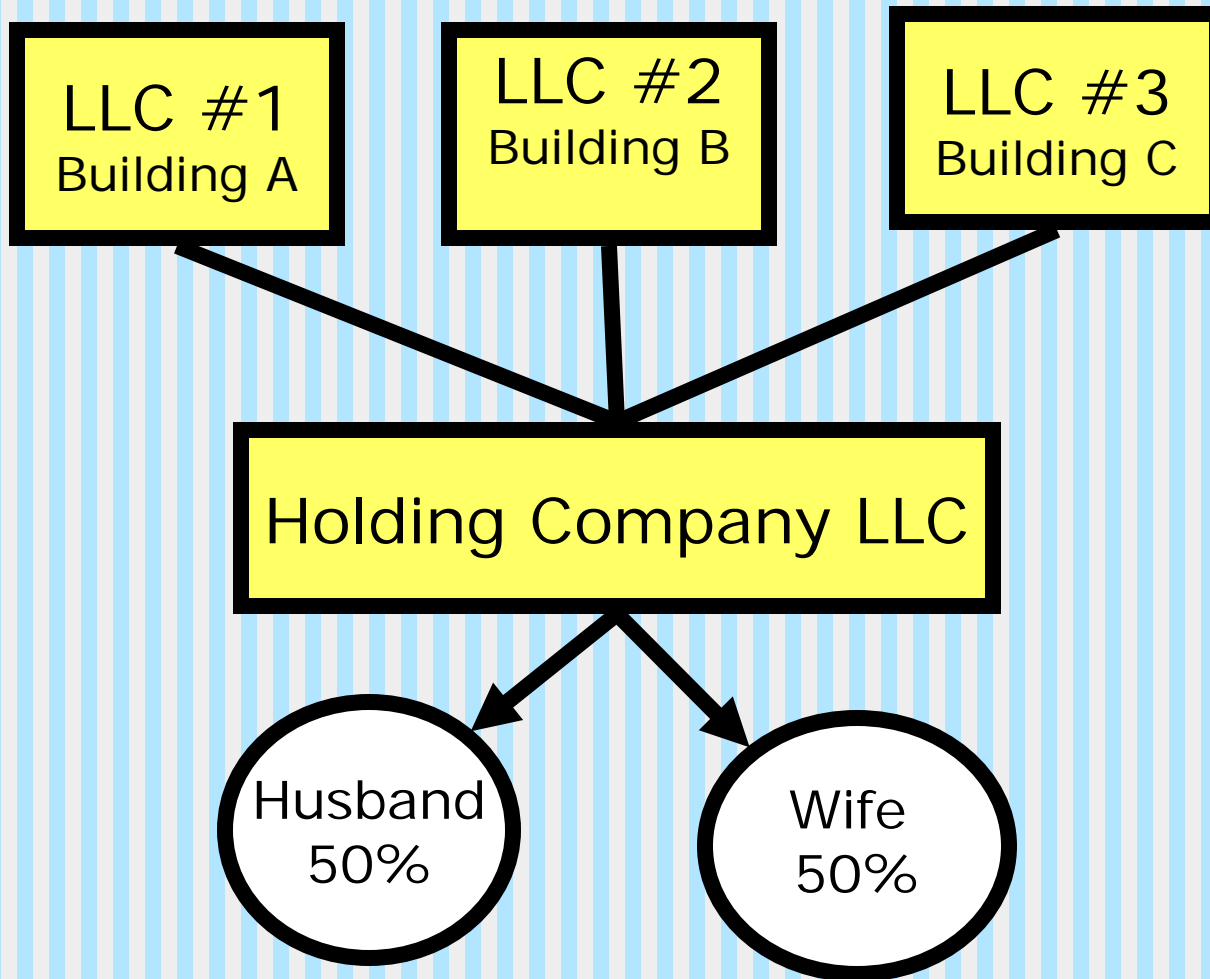 LLC #1
Building A
LLC #2
Building B
LLC #3
Building C
Holding Company LLC
Husband
50%
Wife
50%